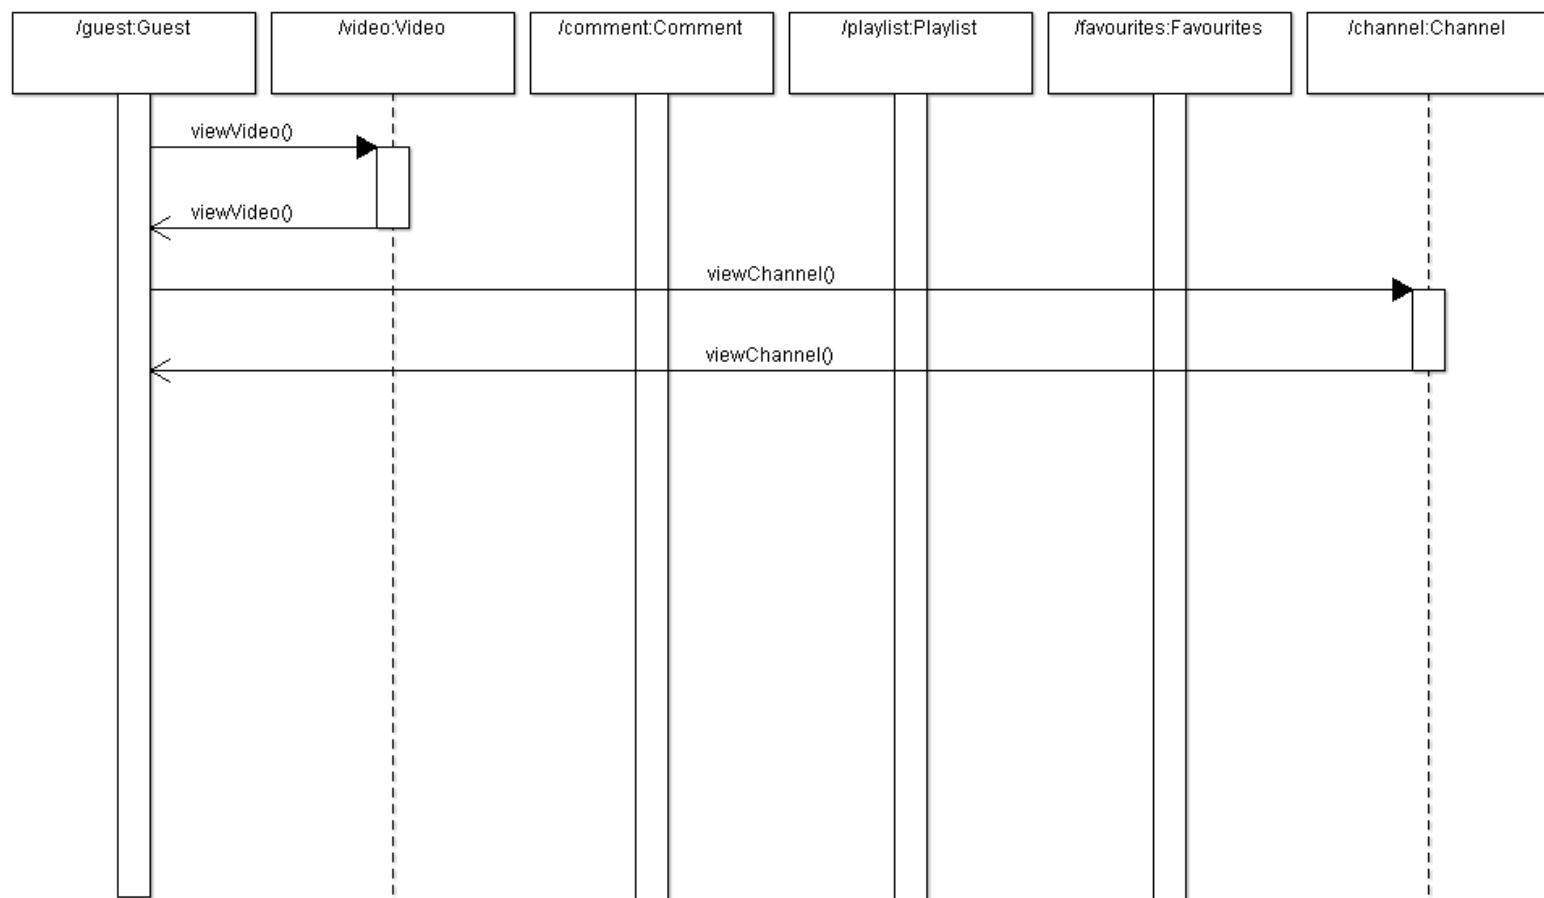 /guest:Guest
/video:Video
/comment:Comment
/playlist:Playlist
/favourites:Favourites
/channel:Channel
viewVideo()
viewVideo()
viewChannel()
viewChannel()